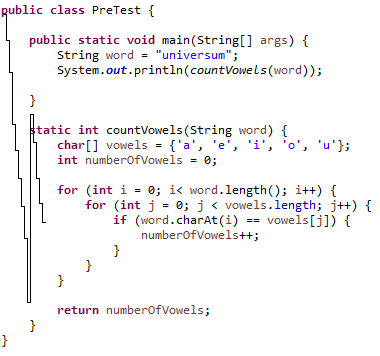 public class PreTest {
public static void main(String[] args) {
String word = "universum";
System.out.println(countVowels(word));
}
static int countVowels(String word) {
char[] vowels = {'a', 'e', 'i', 'o', 'u'};
int numberOfVowels = 0;
for (int i = 0; i< word.length(); i++) {
for (int j = 0; j < vowels.length; j++) {
if (word.charAt(i) == vowels[j]) {
numberOfVowels++;
}
}
}
return numberOfVowels;
}
}